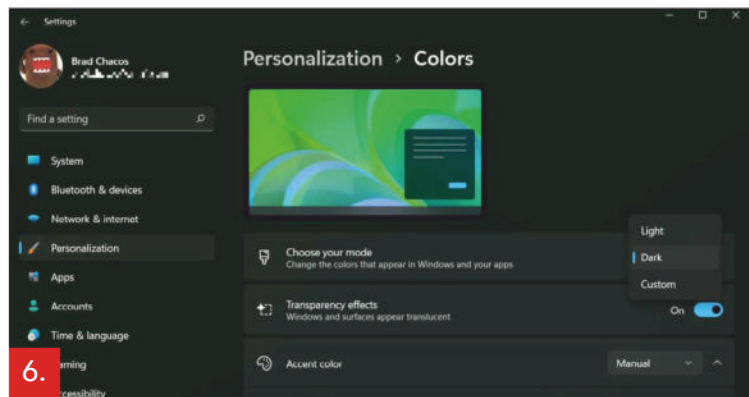 Settings
Brad Chacos
Find a setting
System
Bluetooth & devices
Network & internet
Personalization
Apps
Accounts
Time & language
aming
ccessibility
6.
Personalization > Colors
Choose your mode
Change the colors that appear in Windows and your apps
Light
Dark
Custom
Transparency effects
Windows and surfaces appear translucent
On
Accent color
Manual